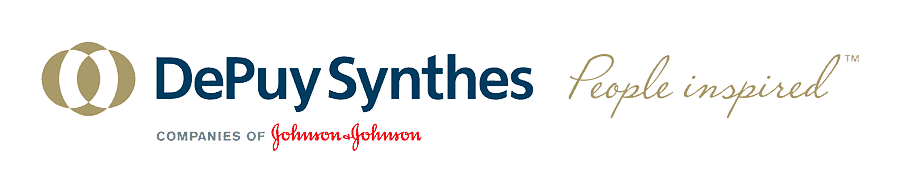 DePuy Synthes People inspired™
COMPANIES OF Johnson & Johnson